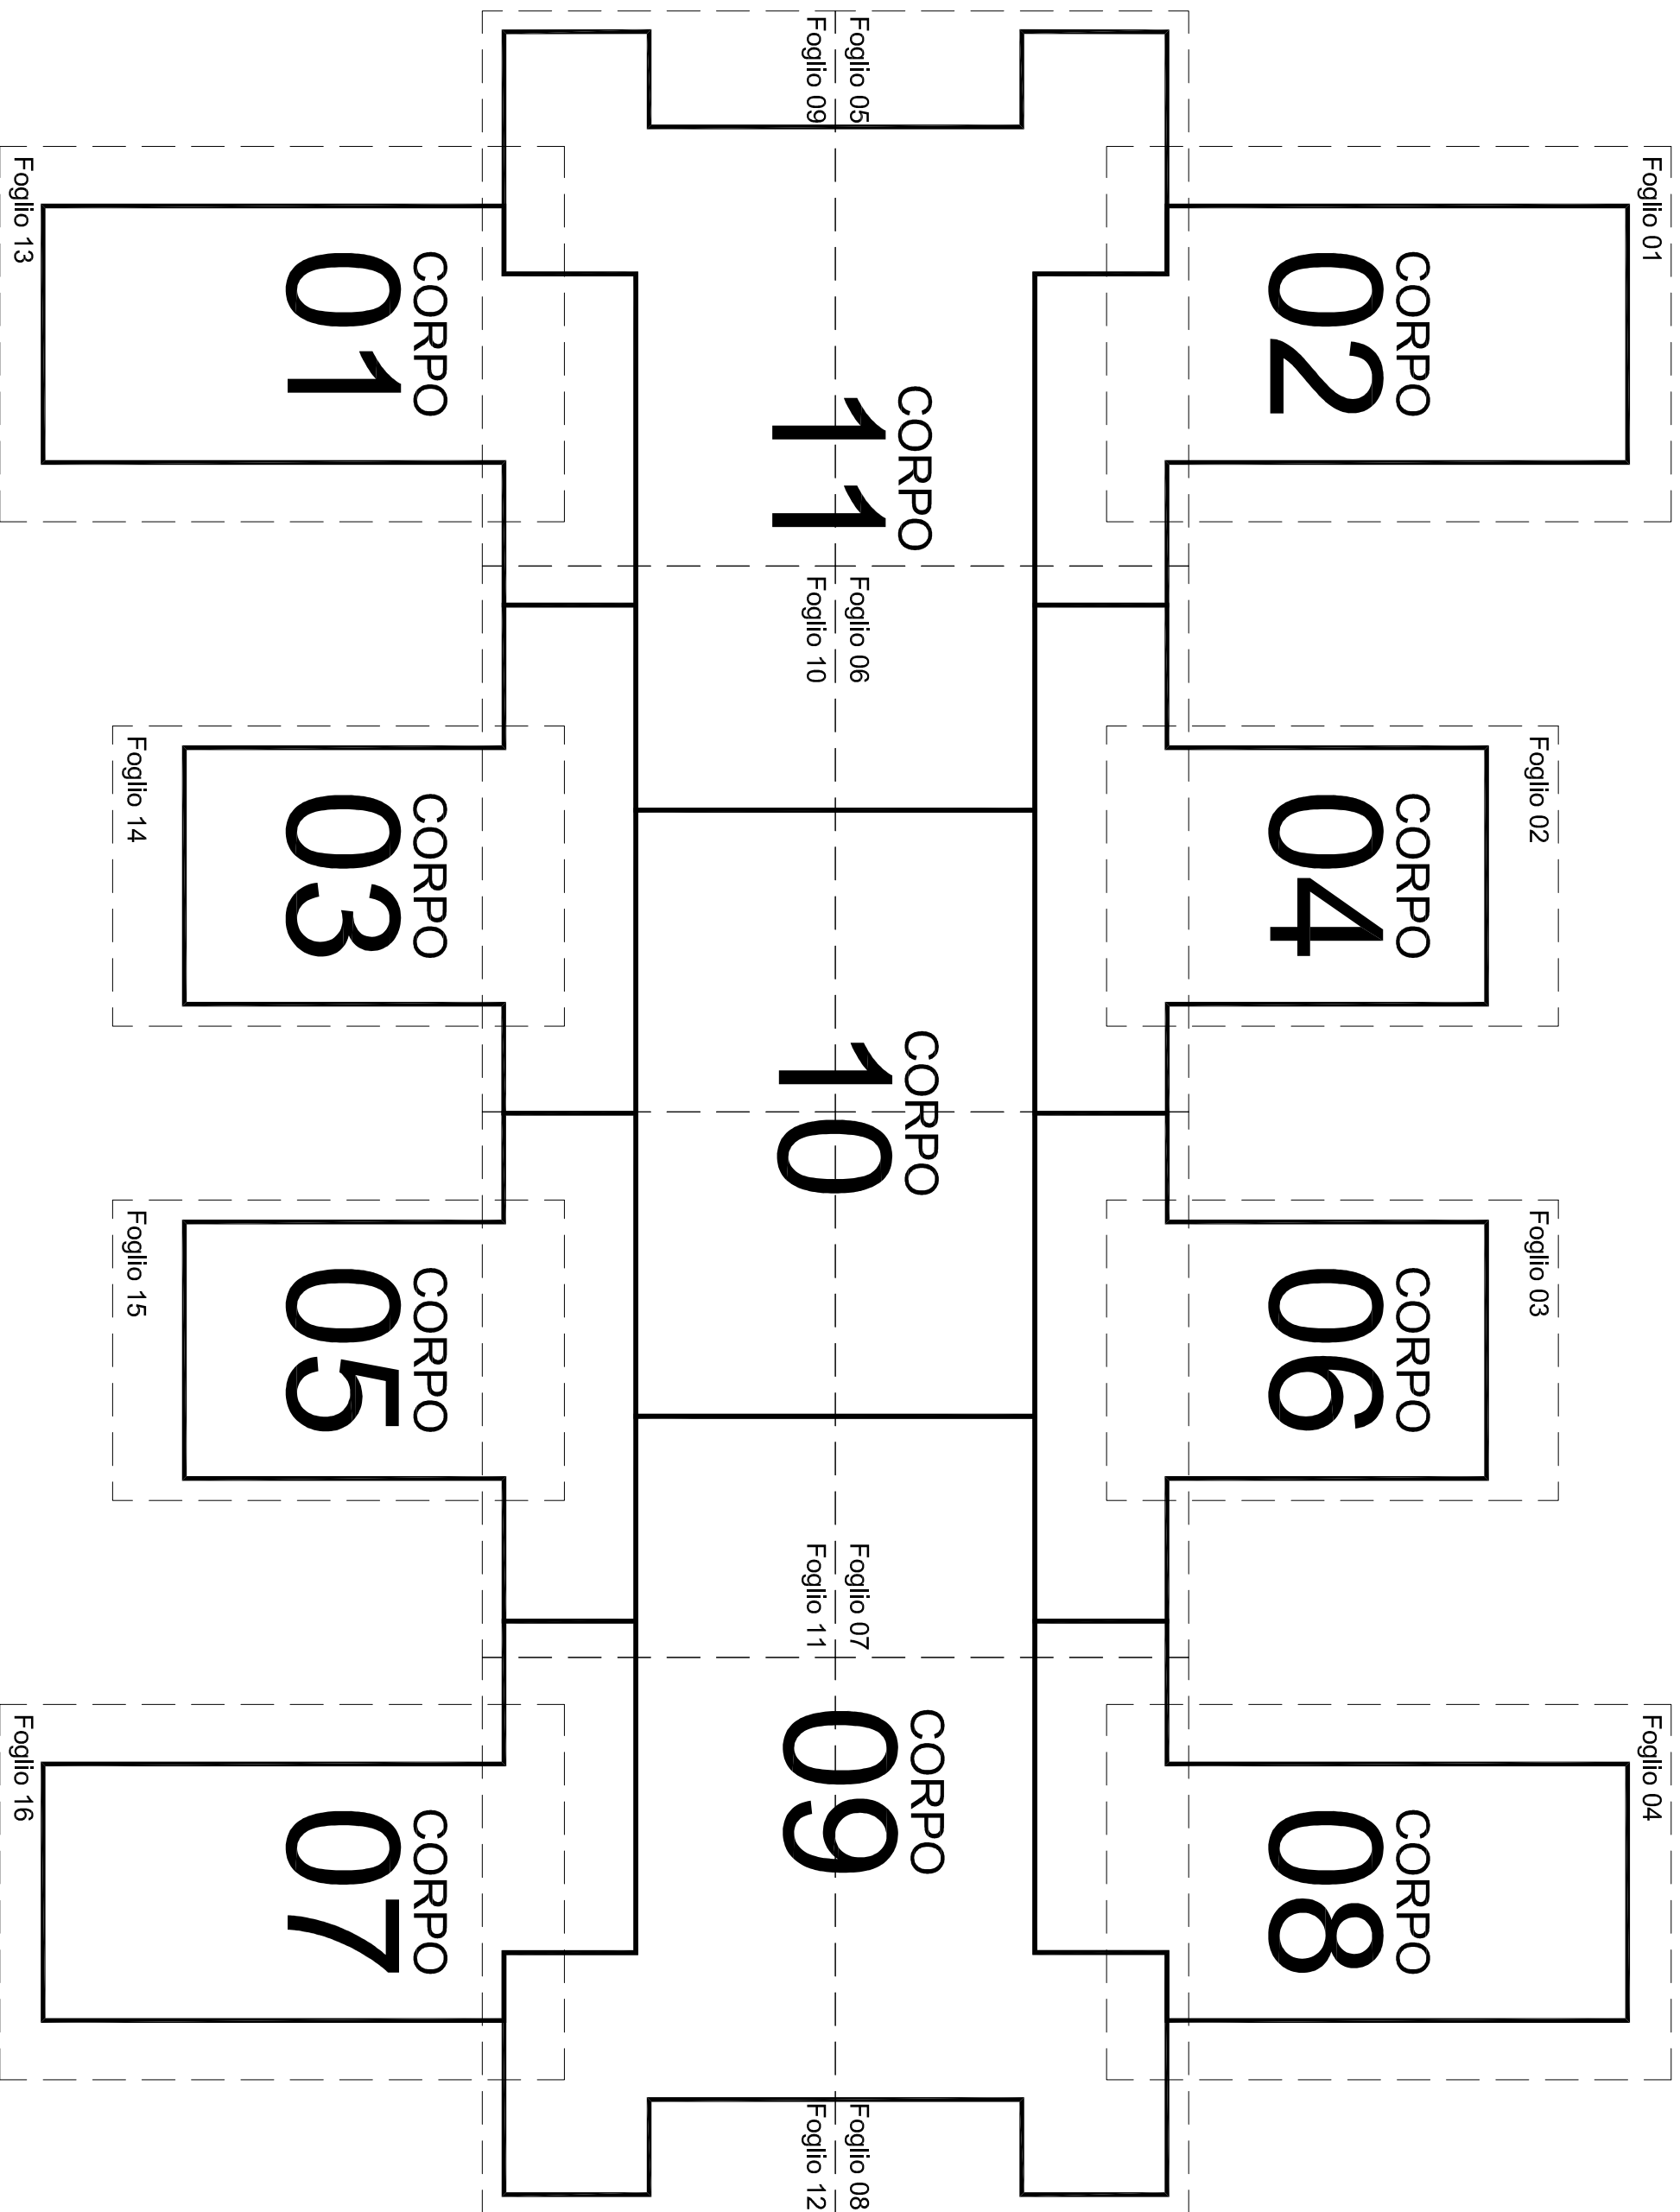 Foglio 01
Foglio 04
Foglio 02
Foglio 03
CORPO
02
CORPO
04
CORPO
06
CORPO
08
CORPO
11
CORPO
10
CORPO
09
Foglio 05
Foglio 06
Foglio 07
Foglio 08
Foglio 09
Foglio 10
Foglio 11
Foglio 12
CORPO
01
CORPO
03
CORPO
05
CORPO
07
Foglio 14
Foglio 15
Foglio 13
Foglio 16